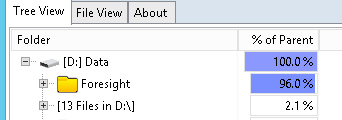 Tree View File View About
Folder % of Parent
[D:] Data 100.0 %
Foresight 96.0 %
[13 Files in D:\] 2.1 %